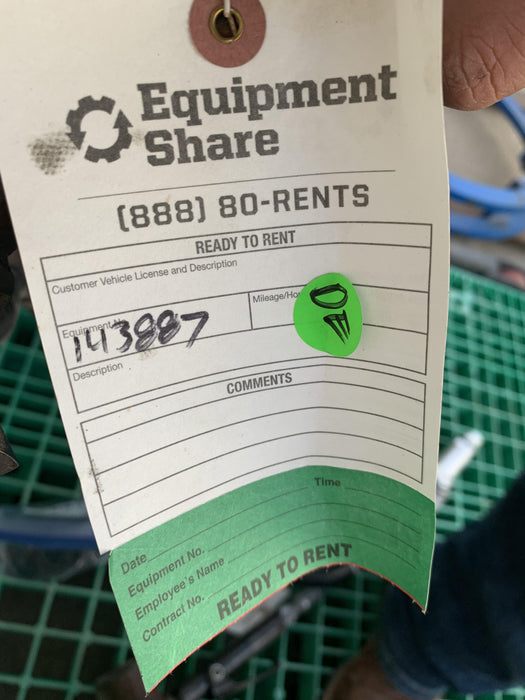 Equipment
Share
(888) 80-RENTS
READY TO RENT
Customer Vehicle License and Description
Equipment No.
Mileage/Ho
143887
Description
COMMENTS
Time
Date
Equipment No.
Employee's Name
Contract No.
READY TO RENT